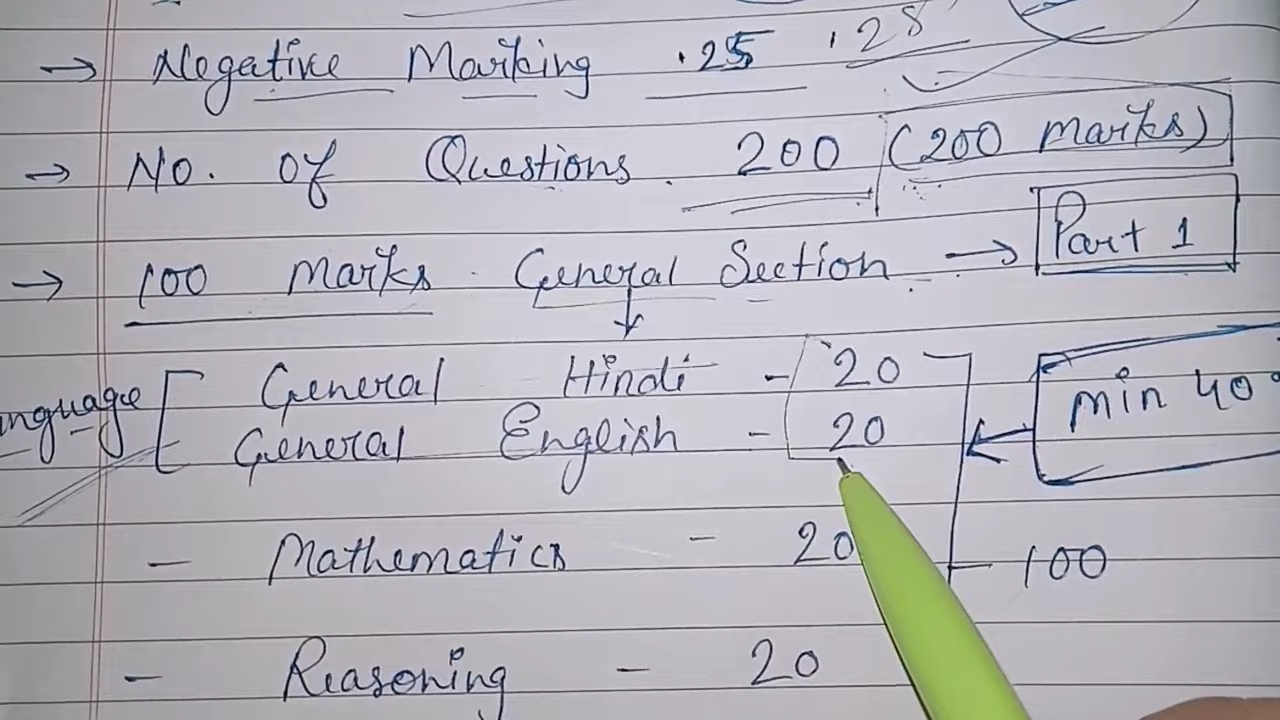 → Negative Marking .25 .25
→ No. of Questions 200 (200 marks)
→ 100 marks General Section → Part 1
nguage [ General Hindi - 20
General English - 20
min 40
- Mathematics - 20
100
- Reasoning - 20